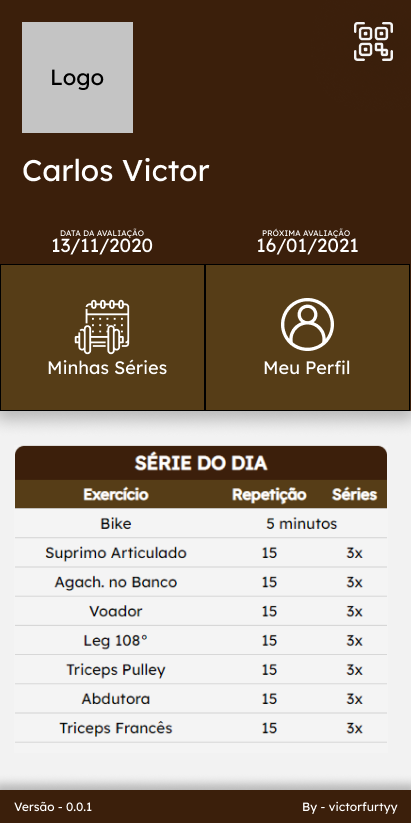 Logo
Carlos Victor
DATA DA AVALIAÇÃO
13/11/2020
PRÓXIMA AVALIAÇÃO
16/01/2021
Minhas Séries
Meu Perfil
SÉRIE DO DIA
Exercício Repetição Séries
Bike 5 minutos
Suprimo Articulado 15 3x
Agach. no Banco 15 3x
Voador 15 3x
Leg 108° 15 3x
Triceps Pulley 15 3x
Abdutora 15 3x
Triceps Francês 15 3x
Versão - 0.0.1
By - victorfurtyy